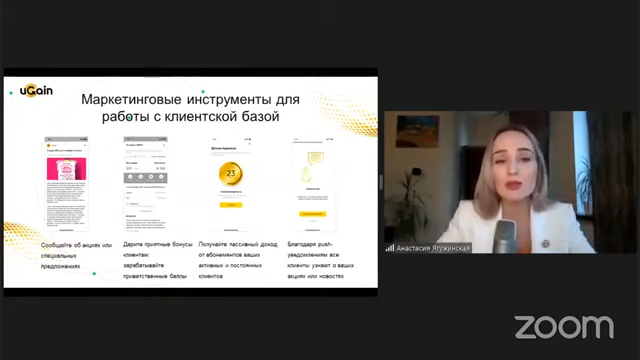 uGain
Маркетинговые инструменты для
работы с клиентской базой
23
Сообщайте об акциях или
специальных
предложениях
Дарите приятные бонусы
клиентам:
зарабатывайте
приветственные баллы
Получайте пассивный доход
от абонементов ваших
активных и постоянных
клиентов
Благодаря push-
уведомлениям все
клиенты узнают о ваших
акциях или новостях
Анастасия Ягужинская
zoom